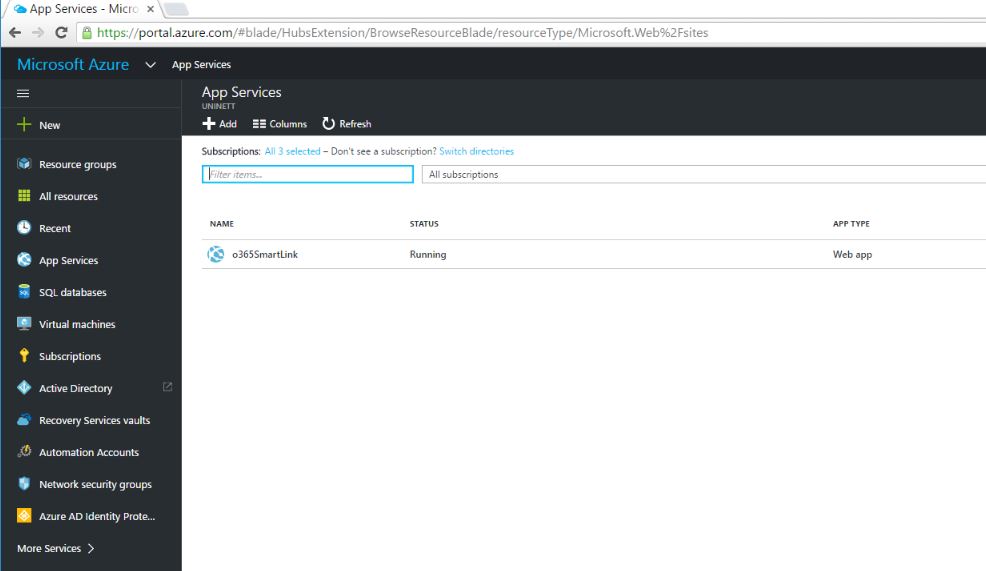 App Services - Micro
https://portal.azure.com/#blade/HubsExtension/BrowseResourceBlade/resourceType/Microsoft.Web%2Fsites
Microsoft Azure App Services
App Services
UNINETT
Add Columns Refresh
New
Subscriptions: All 3 selected – Don't see a subscription? Switch directories
Filter items... All subscriptions
Resource groups
All resources
Recent
App Services
SQL databases
Virtual machines
Subscriptions
Active Directory
Recovery Services vaults
Automation Accounts
Network security groups
Azure AD Identity Prote...
More Services
NAME STATUS APP TYPE
o365SmartLink Running Web app